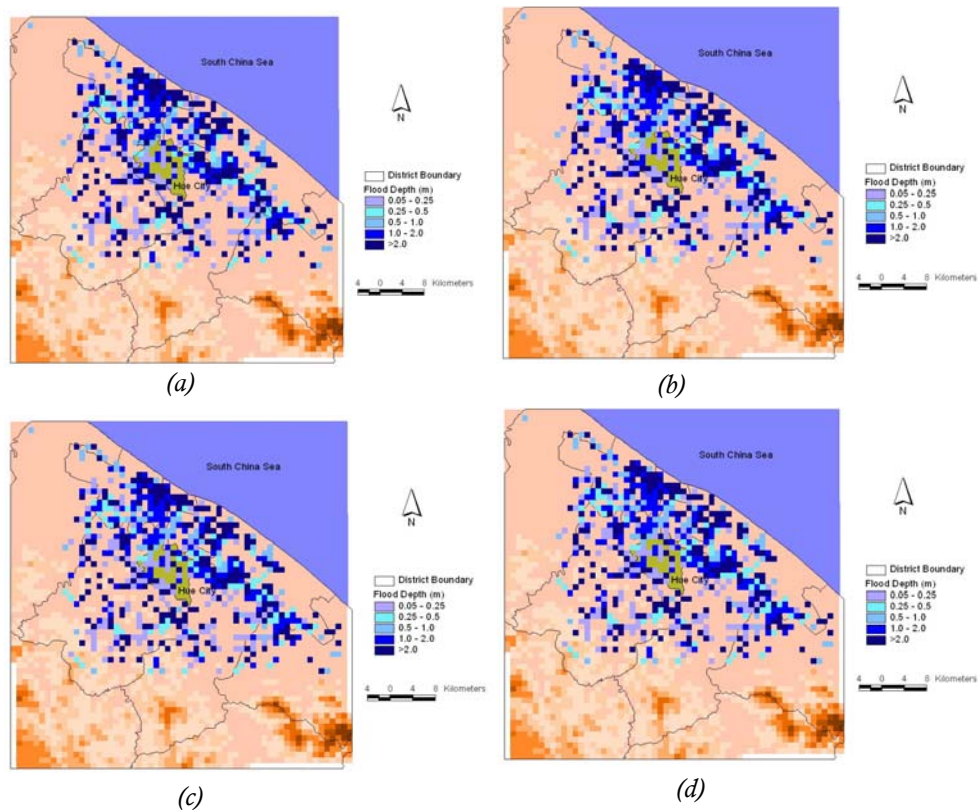 South China Sea
N
Hue City
District Boundary
Flood Depth (m)
0.05 - 0.25
0.25 - 0.5
0.5 - 1.0
1.0 - 2.0
>2.0
4 0 4 8 Kilometers
(a)
South China Sea
N
Hue City
District Boundary
Flood Depth (m)
0.05 - 0.25
0.25 - 0.5
0.5 - 1.0
1.0 - 2.0
>2.0
4 0 4 8 Kilometers
(b)
South China Sea
N
Hue City
District Boundary
Flood Depth (m)
0.05 - 0.25
0.25 - 0.5
0.5 - 1.0
1.0 - 2.0
>2.0
4 0 4 8 Kilometers
(c)
South China Sea
N
Hue City
District Boundary
Flood Depth (m)
0.05 - 0.25
0.25 - 0.5
0.5 - 1.0
1.0 - 2.0
>2.0
4 0 4 8 Kilometers
(d)